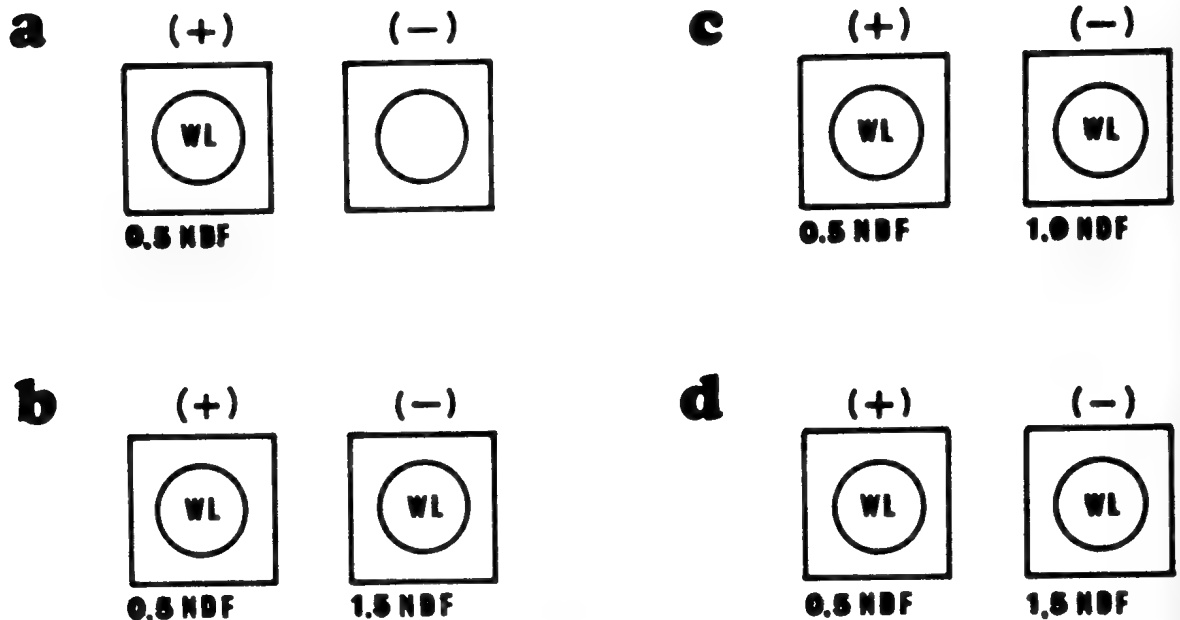 a
(+) (−)
WL
0.5 NDF
b
(+) (−)
WL WL
0.5 NDF 1.5 NDF
c
(+) (−)
WL WL
0.5 NDF 1.0 NDF
d
(+) (−)
WL WL
0.5 NDF 1.5 NDF